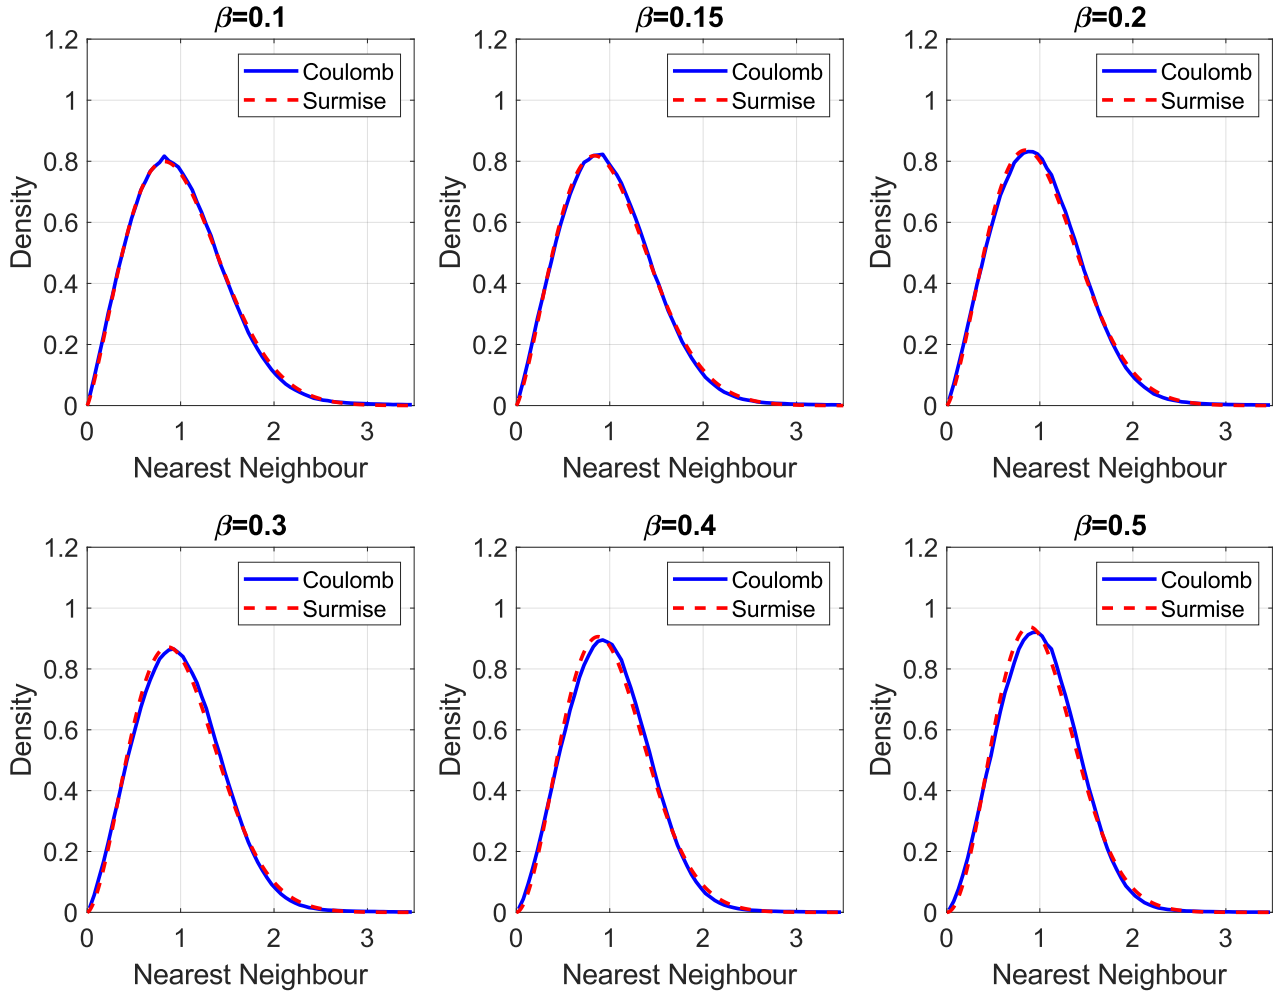 β=0.1
1.2
1
0.8
0.6
0.4
0.2
0
Density
Coulomb
Surmise
0 1 2 3
Nearest Neighbour
β=0.15
1.2
1
0.8
0.6
0.4
0.2
0
Density
Coulomb
Surmise
0 1 2 3
Nearest Neighbour
β=0.2
1.2
1
0.8
0.6
0.4
0.2
0
Density
Coulomb
Surmise
0 1 2 3
Nearest Neighbour
β=0.3
1.2
1
0.8
0.6
0.4
0.2
0
Density
Coulomb
Surmise
0 1 2 3
Nearest Neighbour
β=0.4
1.2
1
0.8
0.6
0.4
0.2
0
Density
Coulomb
Surmise
0 1 2 3
Nearest Neighbour
β=0.5
1.2
1
0.8
0.6
0.4
0.2
0
Density
Coulomb
Surmise
0 1 2 3
Nearest Neighbour